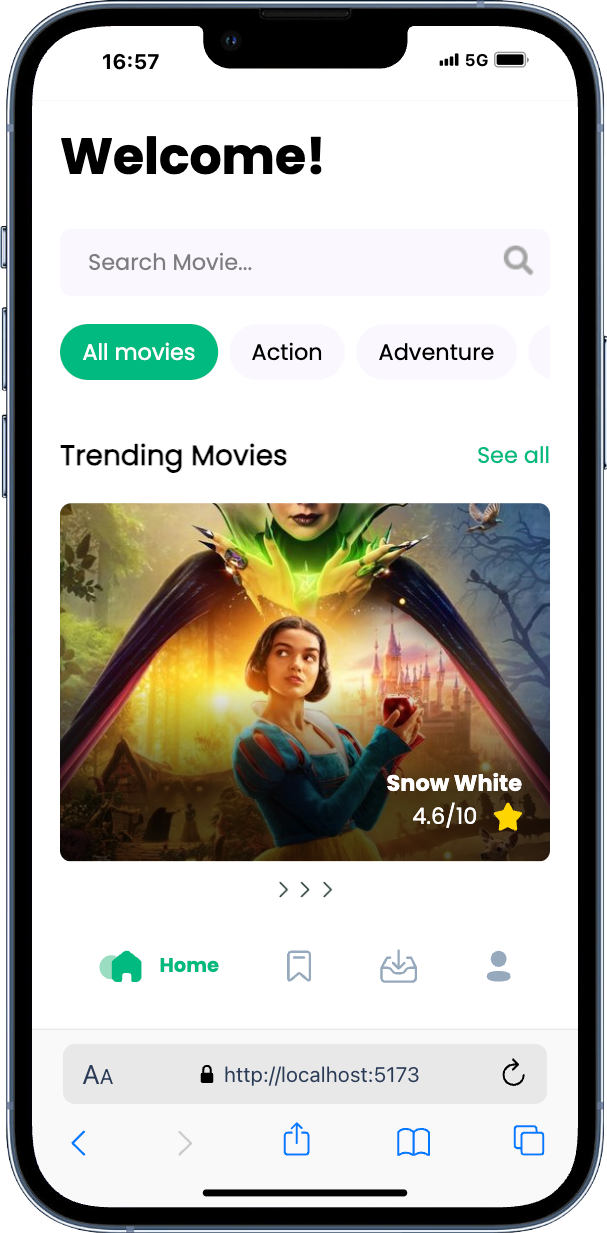 16:57 5G
Welcome!
Search Movie...
All movies Action Adventure
Trending Movies See all
Snow White
4.6/10
Home
AA http://localhost:5173